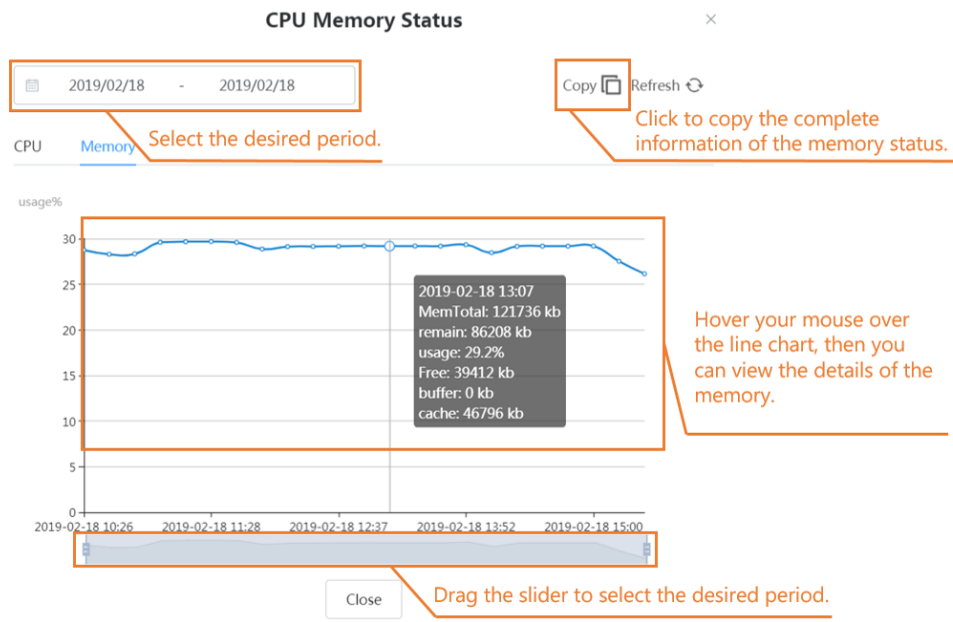 CPU Memory Status
×
2019/02/18 - 2019/02/18
Copy
Refresh
Select the desired period.
Click to copy the complete
information of the memory status.
CPU
Memory
usage%
30
25
20
15
10
5
0
2019-02-18 13:07
MemTotal: 121736 kb
remain: 86208 kb
usage: 29.2%
Free: 39412 kb
buffer: 0 kb
cache: 46796 kb
Hover your mouse over
the line chart, then you
can view the details of the
memory.
2019-02-18 10:26
2019-02-18 11:28
2019-02-18 12:37
2019-02-18 13:52
2019-02-18 15:00
Close
Drag the slider to select the desired period.